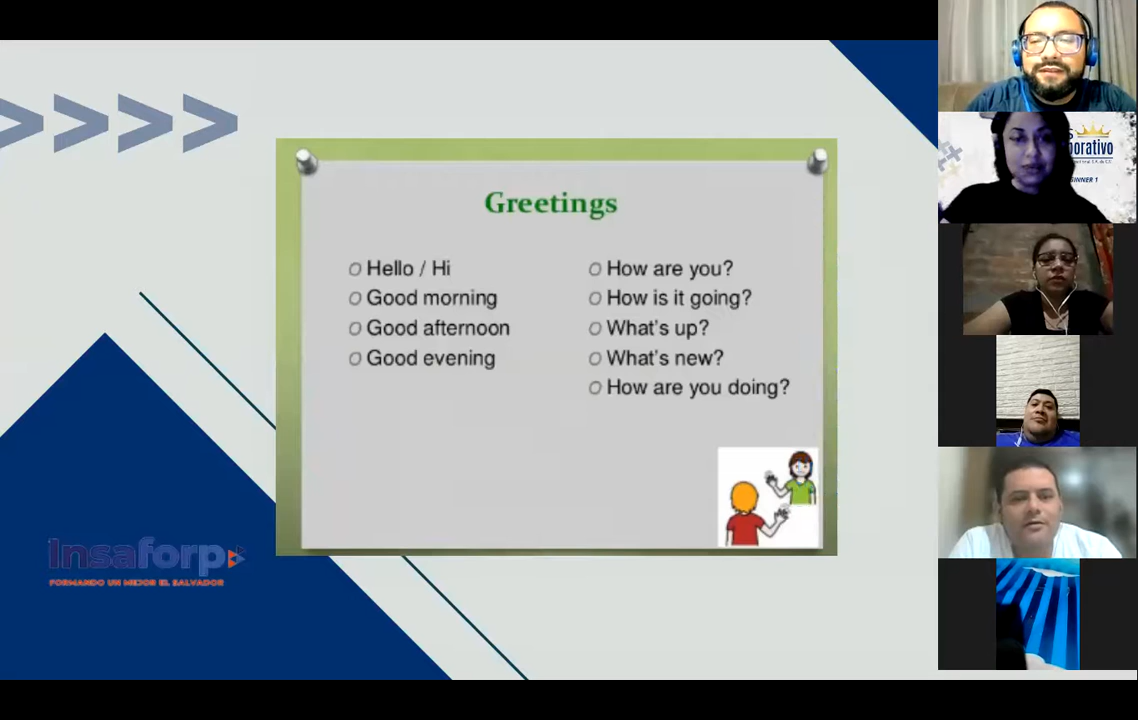 Greetings
Hello / Hi
Good morning
Good afternoon
Good evening
How are you?
How is it going?
What's up?
What's new?
How are you doing?
Insaforp
FORMANDO UN MEJOR EL SALVADOR